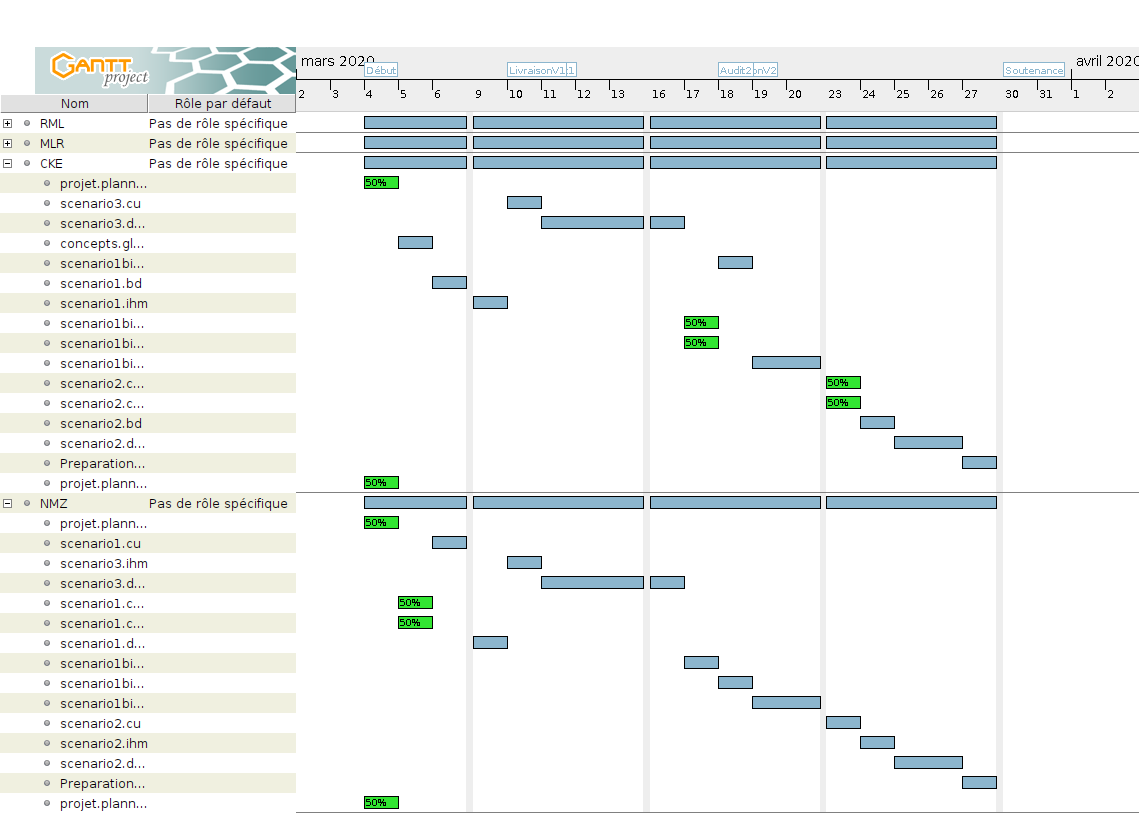 GANTT
project
mars 2020
avril 2020
Début
LivraisonV1 1
Audit2 onV2
Soutenance
Nom Rôle par défaut
2 3 4 5 6 9 10 11 12 13 16 17 18 19 20 23 24 25 26 27 30 31 1 2
RML Pas de rôle spécifique
MLR Pas de rôle spécifique
CKE Pas de rôle spécifique
projet.plann... 50%
scenario3.cu
scenario3.d...
concepts.gl...
scenario1bi...
scenario1.bd
scenario1.ihm
scenario1bi... 50%
scenario1bi... 50%
scenario1bi...
scenario2.c... 50%
scenario2.c... 50%
scenario2.bd
scenario2.d...
Preparation...
projet.plann... 50%
NMZ Pas de rôle spécifique
projet.plann... 50%
scenario1.cu
scenario3.ihm
scenario3.d...
scenario1.c... 50%
scenario1.c... 50%
scenario1.d...
scenario1bi...
scenario1bi...
scenario1bi...
scenario2.cu
scenario2.ihm
scenario2.d...
Preparation...
projet.plann... 50%